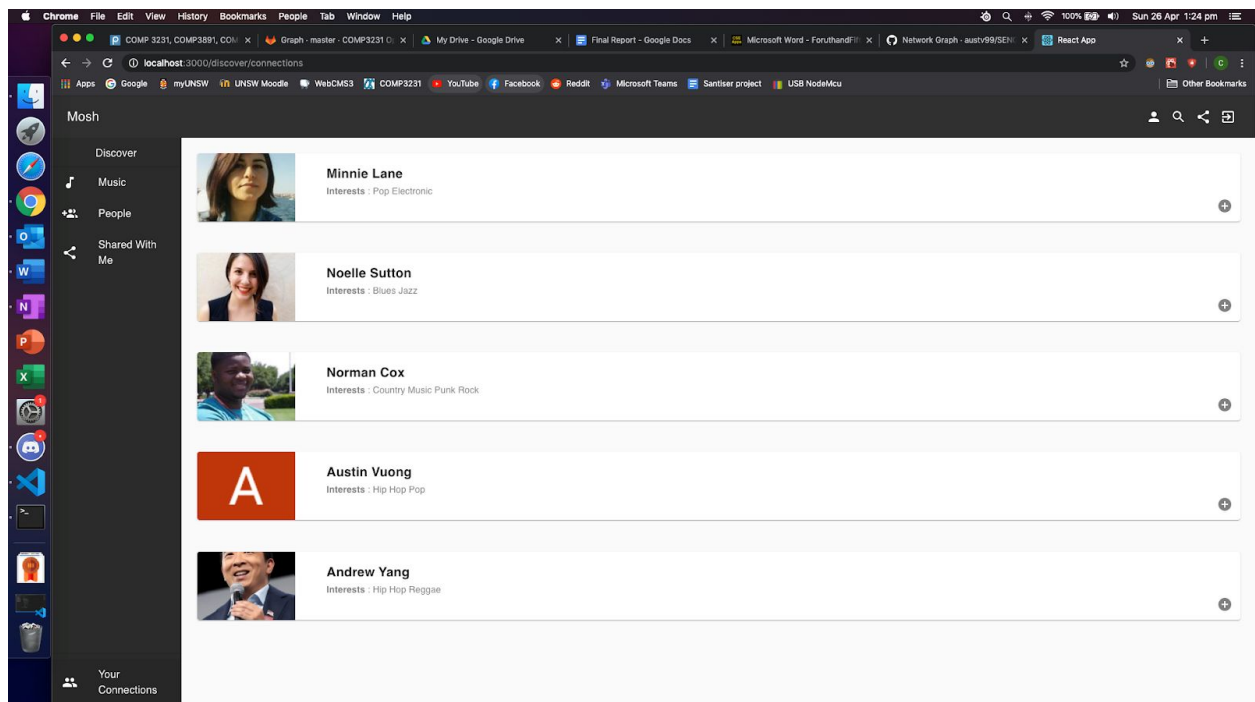 Chrome File Edit View History Bookmarks People Tab Window Help 100% Sun 26 Apr 1:24 pm
COMP 3231, COMP3891, COM Graph · master · COMP3231 O My Drive - Google Drive Final Report - Google Docs Microsoft Word - ForuthandFif Network Graph · austv99/SEN React App
localhost:3000/discover/connections
Apps Google myUNSW UNSW Moodle WebCMS3 COMP3231 YouTube Facebook Reddit Microsoft Teams Santiser project USB NodeMcu Other Bookmarks
Mosh
Discover
Music
People
Shared With
Me
Your
Connections
Minnie Lane
Interests : Pop Electronic
Noelle Sutton
Interests : Blues Jazz
Norman Cox
Interests : Country Music Punk Rock
A
Austin Vuong
Interests : Hip Hop Pop
Andrew Yang
Interests : Hip Hop Reggae